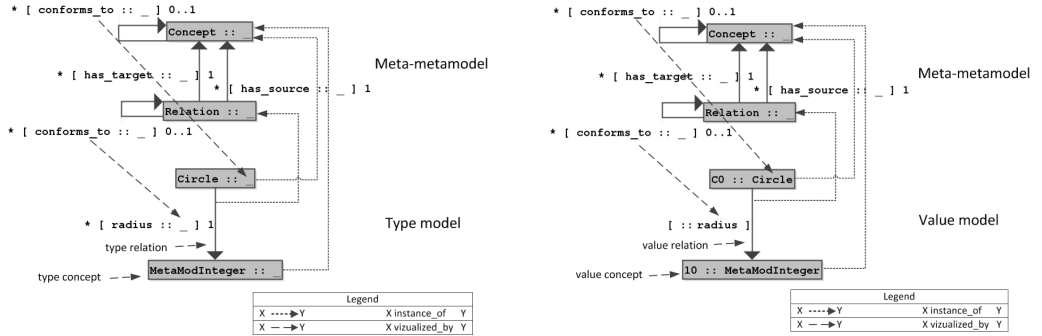 * [ conforms_to :: _ ] 0..1
Concept :: _
Meta-metamodel
* [ has_target :: _ ] 1
* [ has_source :: _ ] 1
Relation :: _
* [ conforms_to :: _ ] 0..1
Circle :: _
* [ radius :: _ ] 1
Type model
type relation
type concept
MetaModInteger :: _
Legend
X Y X instance_of Y
X Y X vizualized_by Y
* [ conforms_to :: _ ] 0..1
Concept :: _
Meta-metamodel
* [ has_target :: _ ] 1
* [ has_source :: _ ] 1
Relation :: _
* [ conforms_to :: _ ] 0..1
C0 :: Circle
[ :: radius ]
Value model
value relation
value concept
10 :: MetaModInteger
Legend
X Y X instance_of Y
X Y X vizualized_by Y